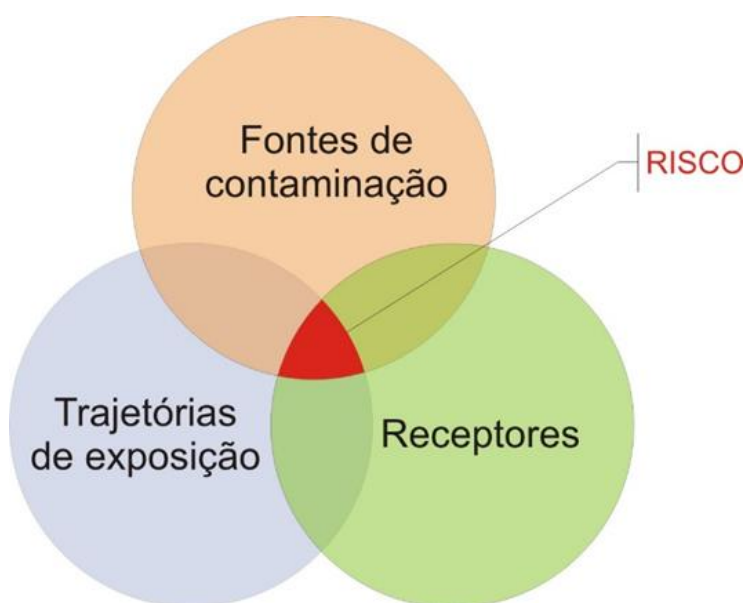 Fontes de
contaminação
RISCO
Trajetórias
de exposição
Receptores